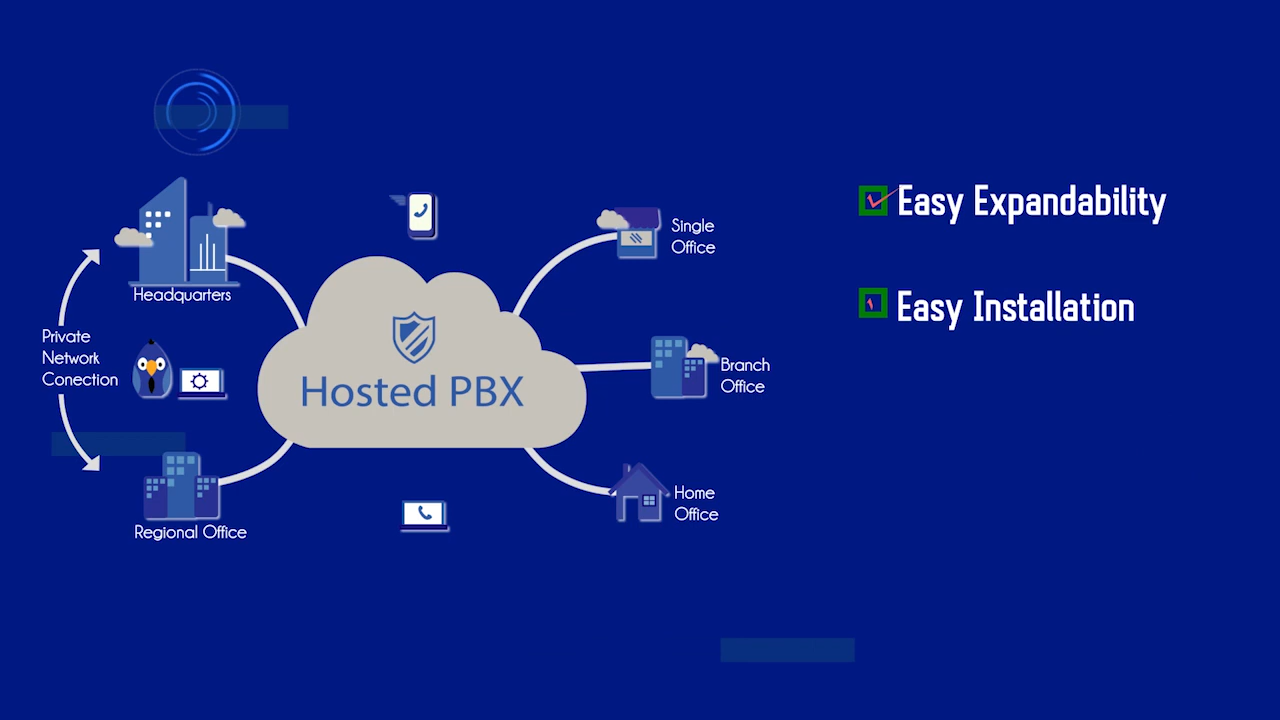 Easy Expandability
Single
Office
Headquarters
Easy Installation
Private
Network
Conection
Hosted PBX
Branch
Office
Home
Office
Regional Office